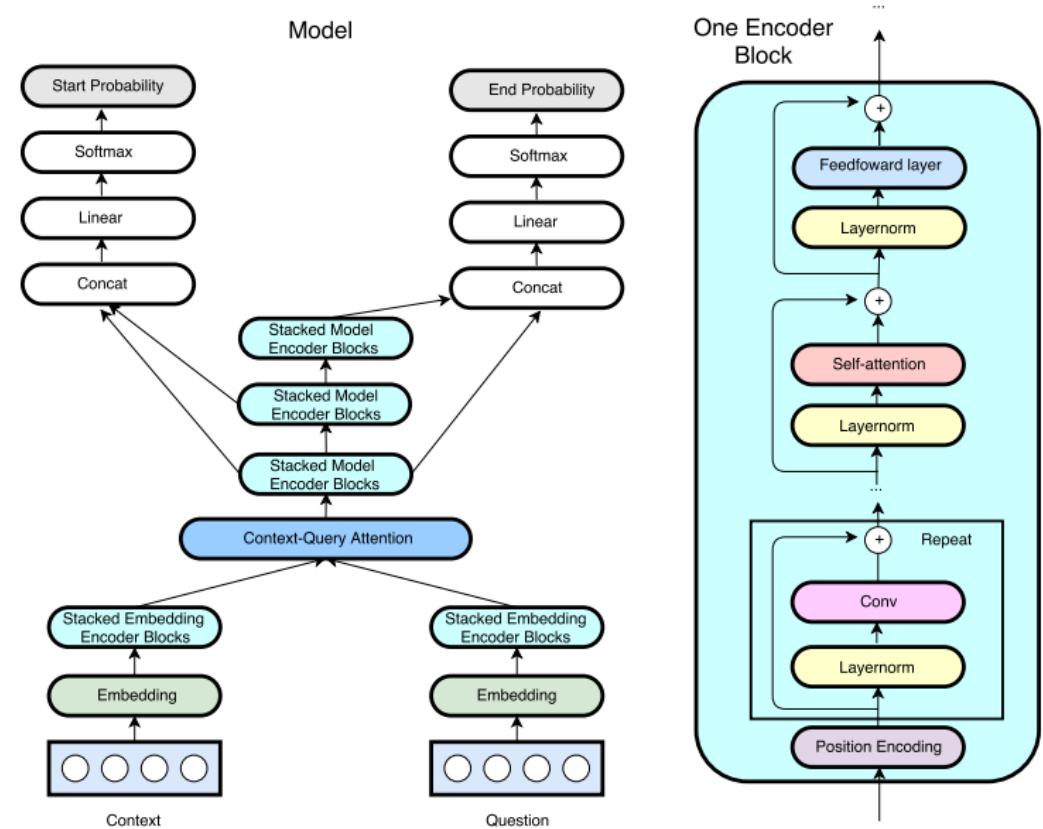 Model
Start Probability
Softmax
Linear
Concat
End Probability
Softmax
Linear
Concat
Stacked Model
Encoder Blocks
Stacked Model
Encoder Blocks
Stacked Model
Encoder Blocks
Context-Query Attention
Stacked Embedding
Encoder Blocks
Stacked Embedding
Encoder Blocks
Embedding
Embedding
Context
Question
One Encoder
Block
...
+
Feedfoward layer
Layernorm
+
Self-attention
Layernorm
...
+
Repeat
Conv
Layernorm
Position Encoding